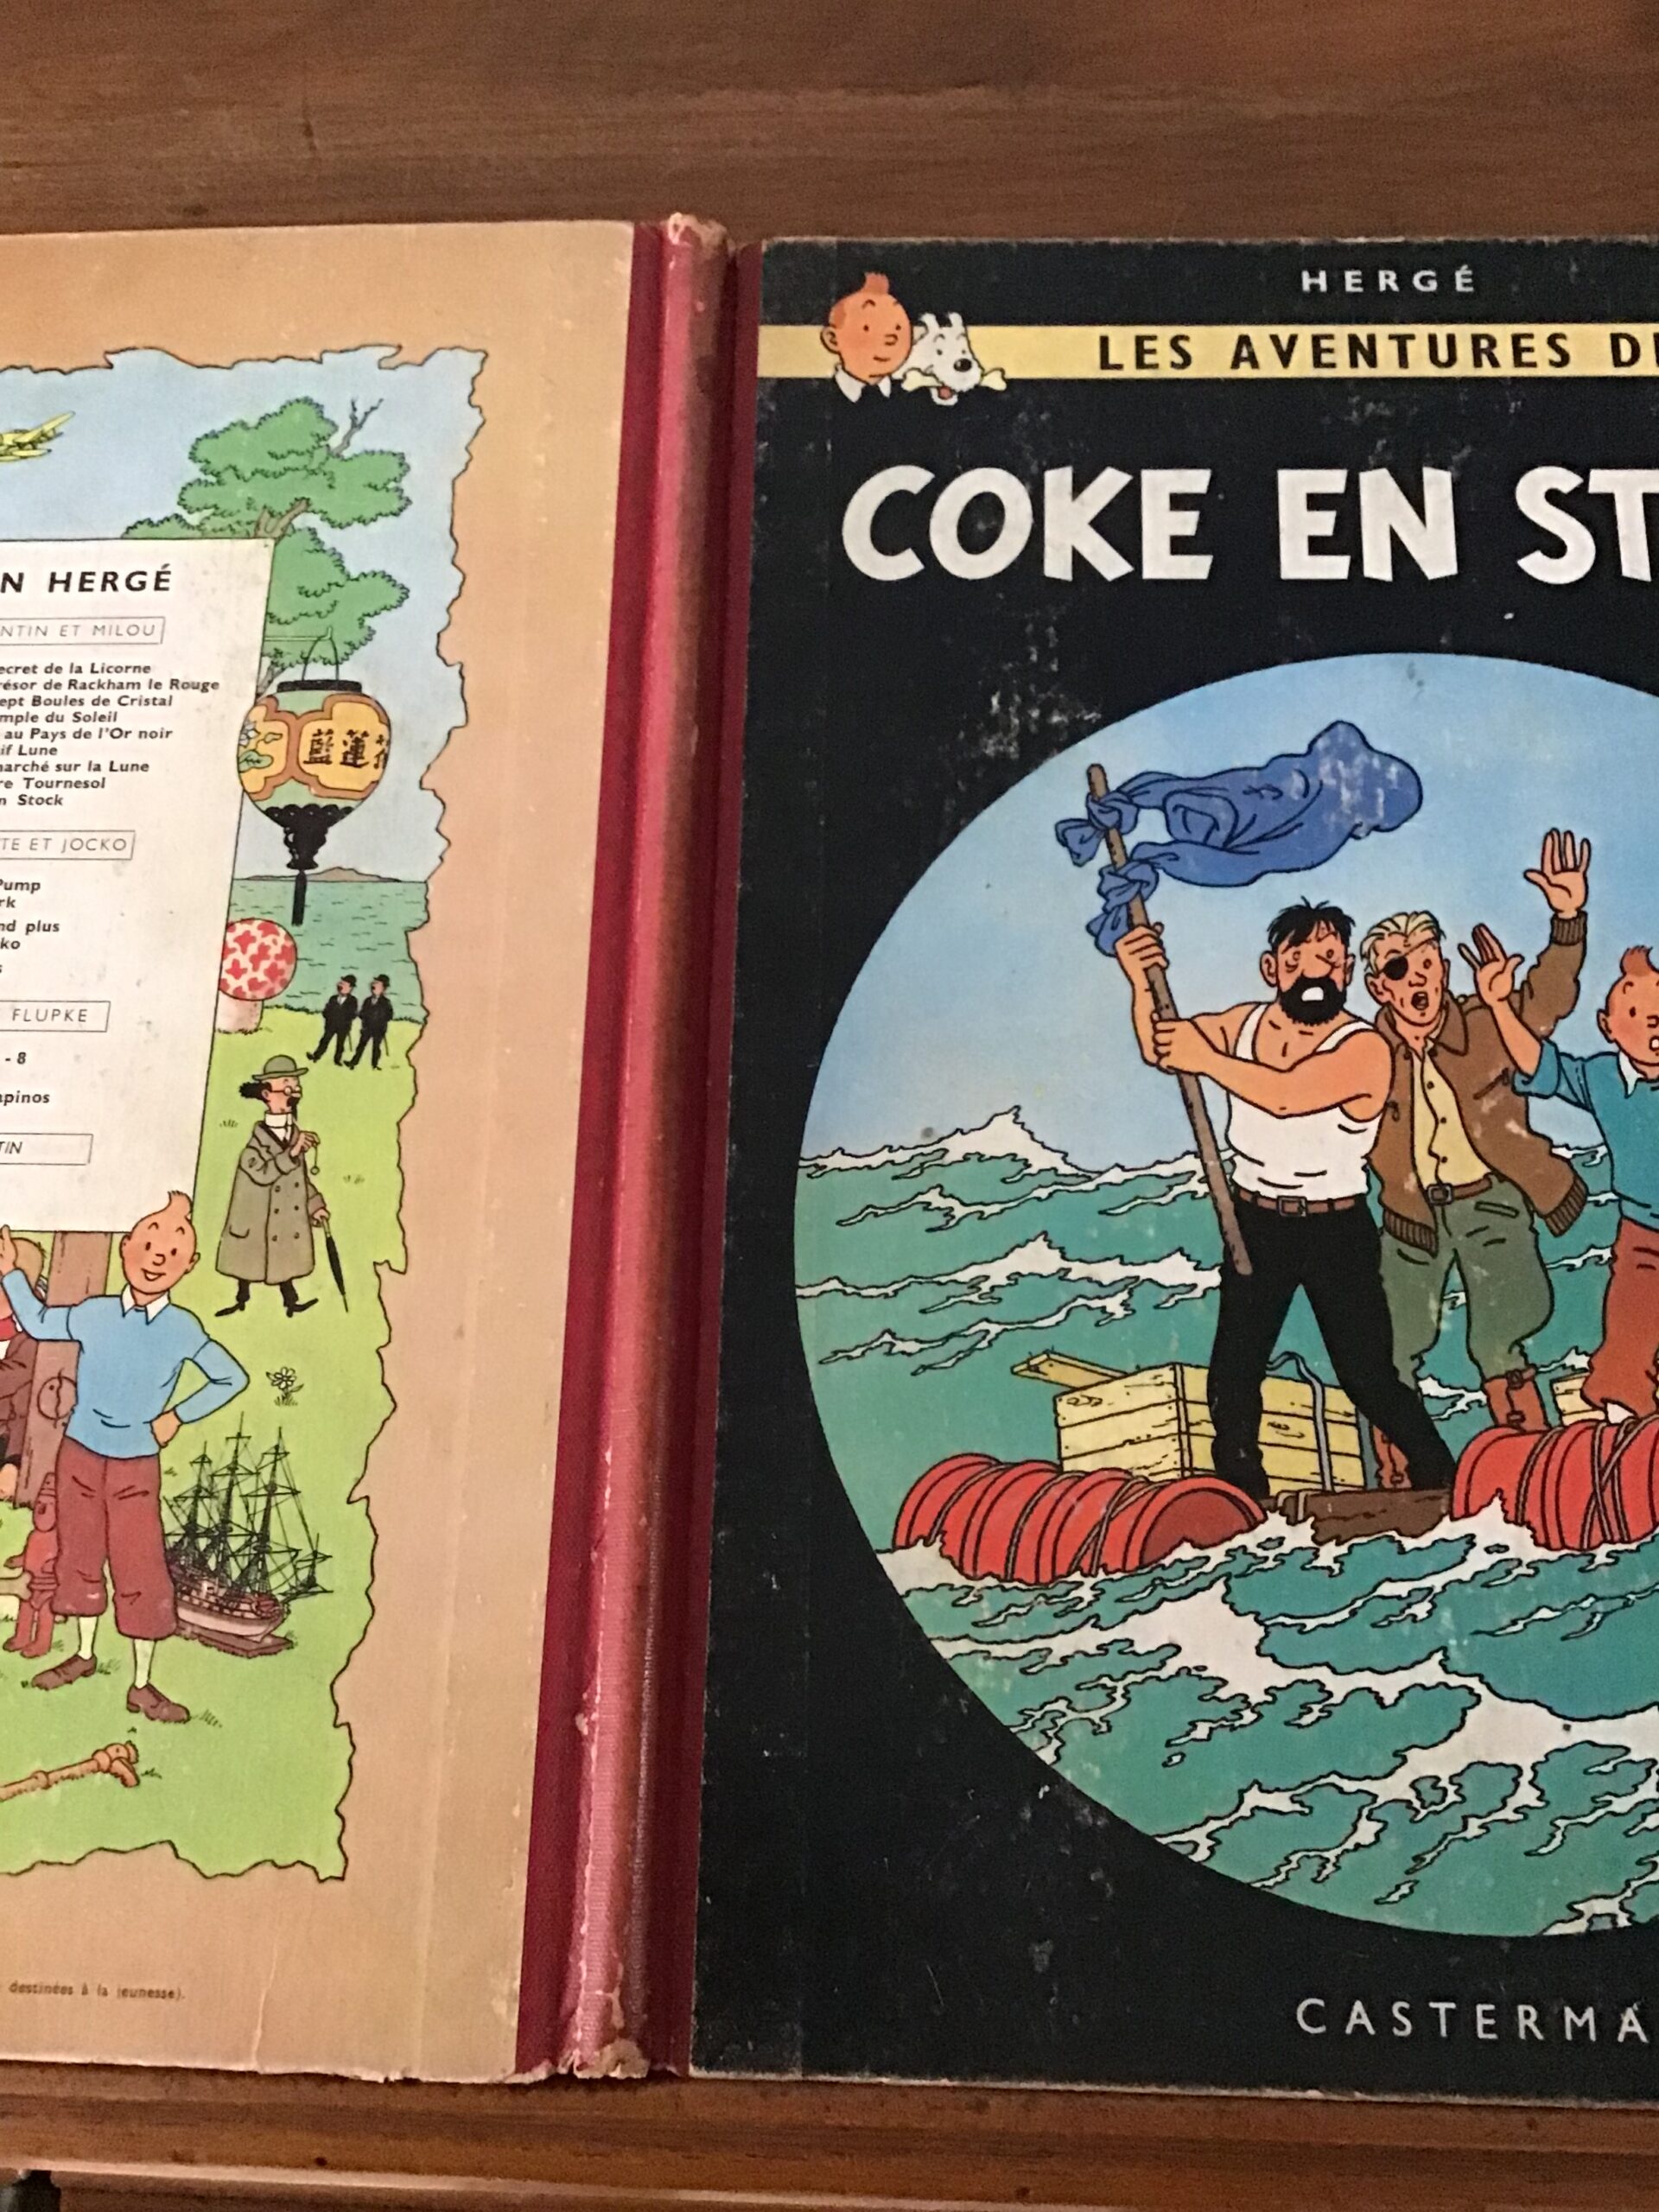 N HERGÉ
NTIN ET MILOU
ecret de la Licorne
résor de Rackham le Rouge
ept Boules de Cristal
mple du Soleil
au Pays de l'Or noir
if Lune
marché sur la Lune
re Tournesol
n Stock
TE ET JOCKO
Pump
rk
nd plus
ko
s
FLUPKE
- 8
apinos
TIN
destinées à la jeunesse).
藍蓮
HERGÉ
LES AVENTURES DE
COKE EN ST
CASTERMA